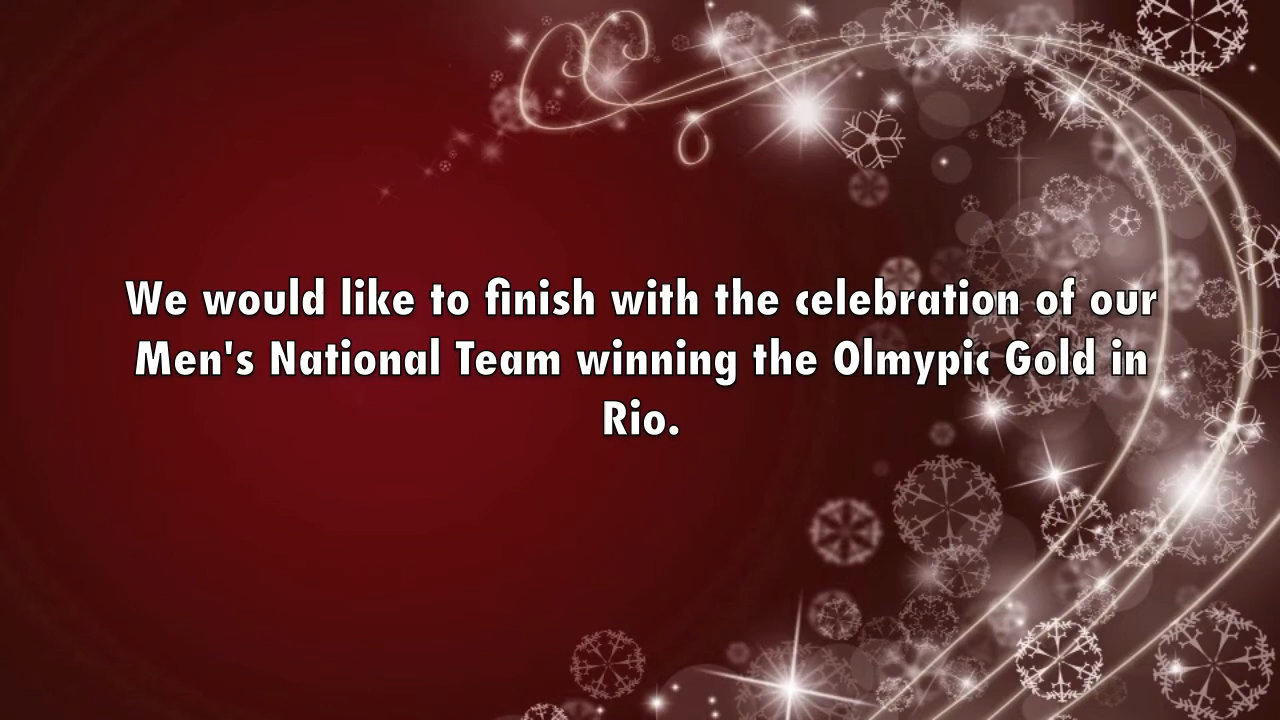 We would like to finish with the celebration of our
Men's National Team winning the Olmypic Gold in
Rio.